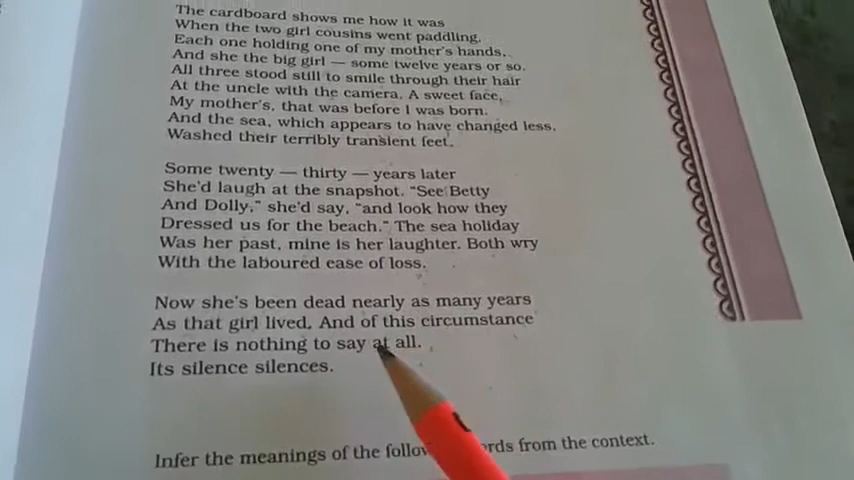 The cardboard shows me how it was
When the two girl cousins went paddling,
Each one holding one of my mother's hands,
And she the big girl — some twelve years or so.
All three stood still to smile through their hair
At the uncle with the camera. A sweet face,
My mother's, that was before I was born.
And the sea, which appears to have changed less,
Washed their terribly transient feet.
Some twenty — thirty — years later
She'd laugh at the snapshot. "See Betty
And Dolly," she'd say, "and look how they
Dressed us for the beach." The sea holiday
Was her past, mine is her laughter. Both wry
With the laboured ease of loss.
Now she's been dead nearly as many years
As that girl lived. And of this circumstance
There is nothing to say at all.
Its silence silences.
Infer the meanings of the from the context.